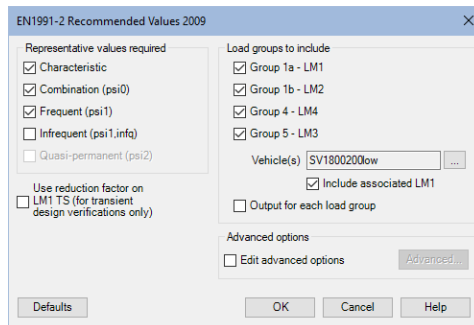 EN1991-2 Recommended Values 2009
Representative values required
Characteristic
Combination (psi0)
Frequent (psi1)
Infrequent (psi1,infq)
Quasi-permanent (psi2)
Use reduction factor on
LM1 TS (for transient
design verifications only)
Load groups to include
Group 1a - LM1
Group 1b - LM2
Group 4 - LM4
Group 5 - LM3
Vehicle(s) SV1800200low ...
Include associated LM1
Output for each load group
Advanced options
Edit advanced options Advanced...
Defaults OK Cancel Help